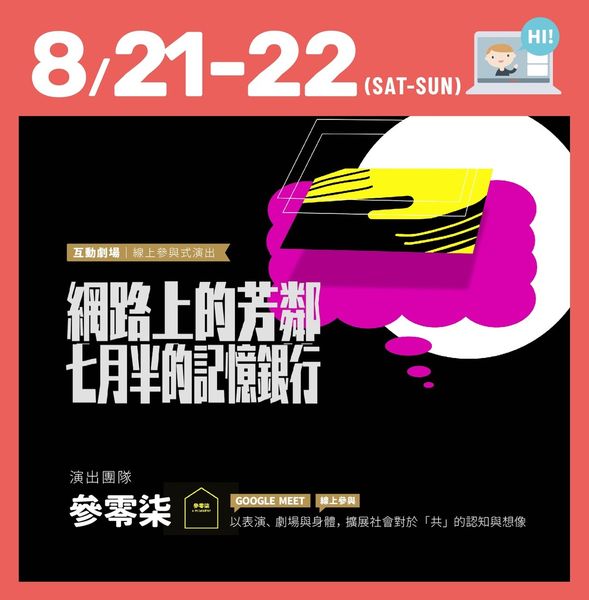 8/21-22 (SAT-SUN)
HI!
互動劇場｜線上參與式演出
網路上的芳鄰
七月半的記憶銀行
演出團隊
參零柒
參零柒
GOOGLE MEET 線上參與
以表演、劇場與身體，擴展社會對於「共」的認知與想像